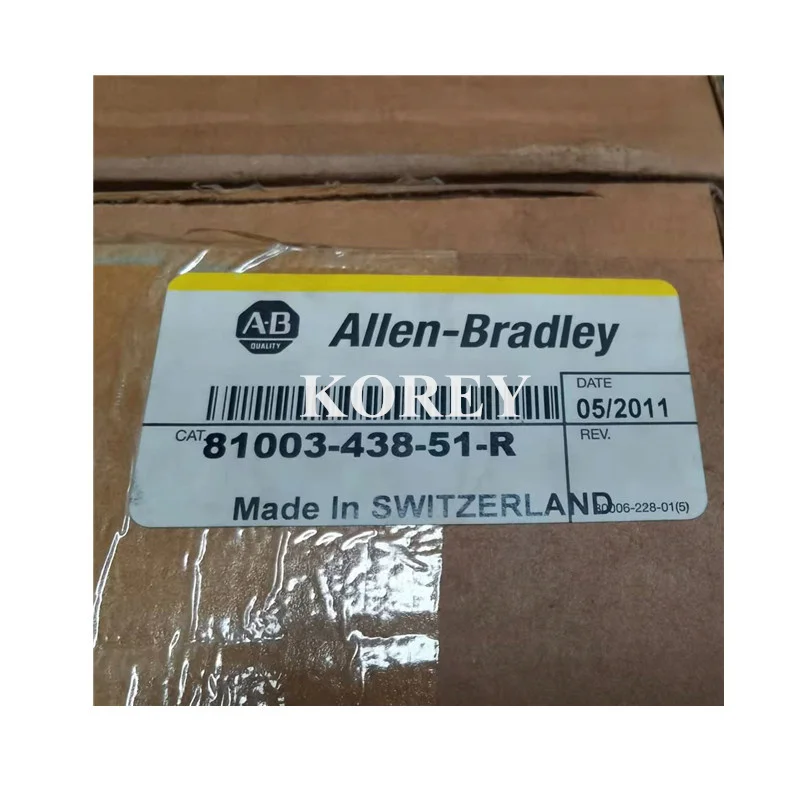 A-B
QUALITY
Allen-Bradley
KOREY
DATE
05/2011
CAT.
81003-438-51-R
REV.
Made In SWITZERLAND
80006-228-01(5)